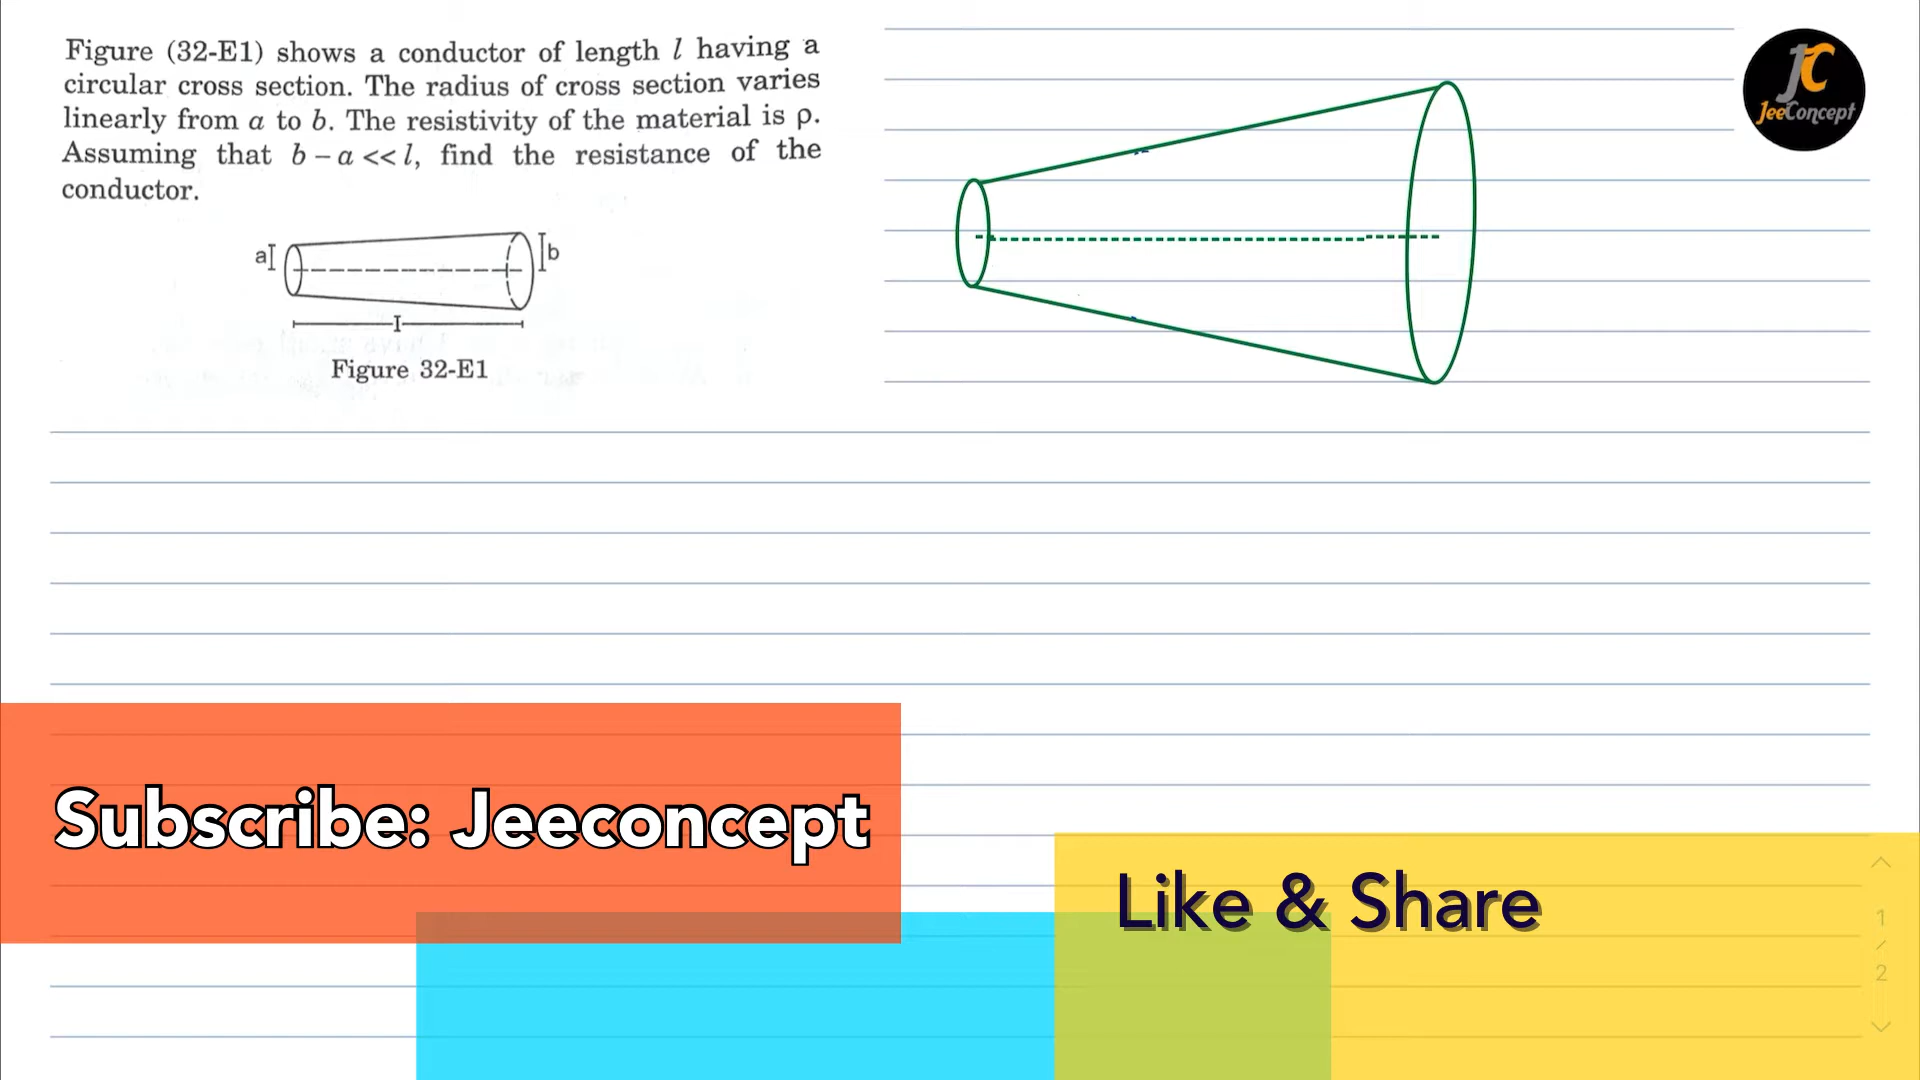 Figure (32-E1) shows a conductor of length l having a
circular cross section. The radius of cross section varies
linearly from a to b. The resistivity of the material is ρ.
Assuming that b – a << l, find the resistance of the
conductor.
a
b
I
Figure 32-E1
JC
JeeConcept
Subscribe: Jeeconcept
Like & Share
1
/
2